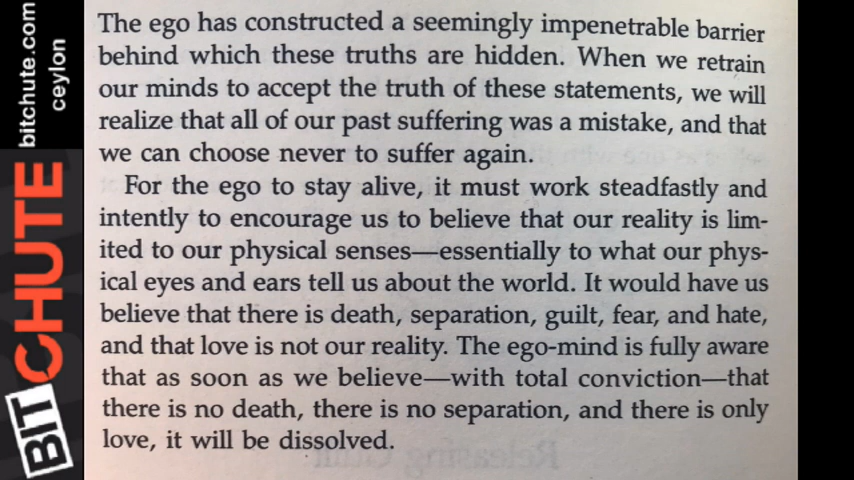 The ego has constructed a seemingly impenetrable barrier
behind which these truths are hidden. When we retrain
our minds to accept the truth of these statements, we will
realize that all of our past suffering was a mistake, and that
we can choose never to suffer again.
For the ego to stay alive, it must work steadfastly and
intently to encourage us to believe that our reality is lim-
ited to our physical senses—essentially to what our phys-
ical eyes and ears tell us about the world. It would have us
believe that there is death, separation, guilt, fear, and hate,
and that love is not our reality. The ego-mind is fully aware
that as soon as we believe—with total conviction—that
there is no death, there is no separation, and there is only
love, it will be dissolved.
bitchute.com
ceylon
BITCHUTE